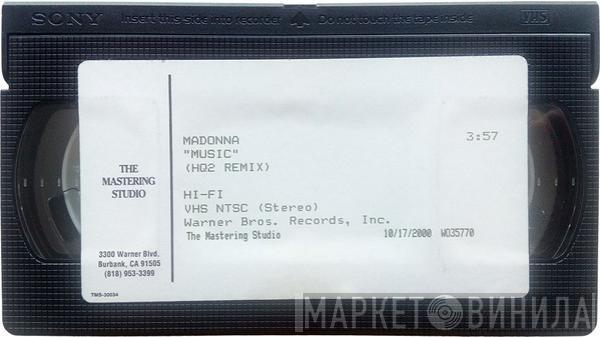 SONY Insert this side into recorder Do not touch the tape inside VHS
MADONNA 3:57
"MUSIC"
(HQ2 REMIX)
THE
MASTERING
STUDIO
HI-FI
VHS NTSC (Stereo)
Warner Bros. Records, Inc.
The Mastering Studio 10/17/2000 WO35770
3300 Warner Blvd.
Burbank, CA 91505
(818) 953-3399
TMS-30034
МАРКЕТ ВИНИЛА